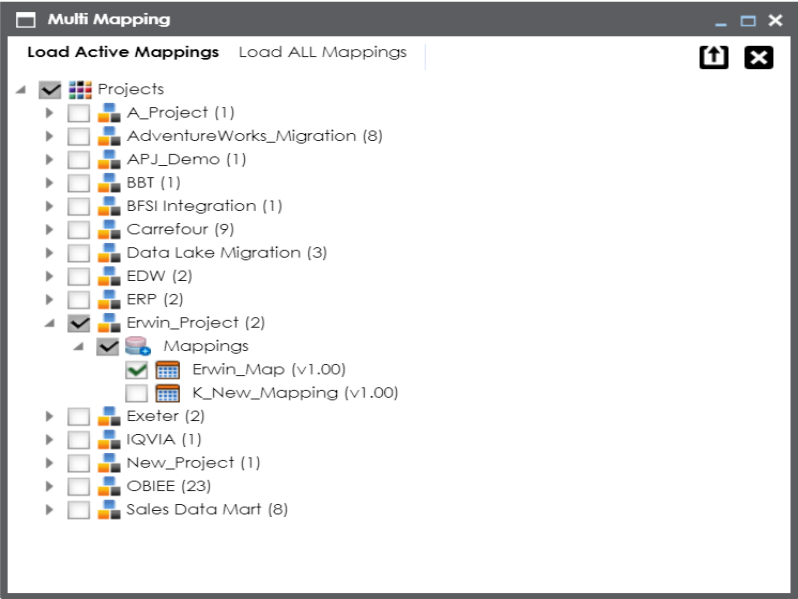 Multi Mapping
Load Active Mappings Load ALL Mappings
Projects
A_Project (1)
AdventureWorks_Migration (8)
APJ_Demo (1)
BBT (1)
BFSI Integration (1)
Carrefour (9)
Data Lake Migration (3)
EDW (2)
ERP (2)
Erwin_Project (2)
Mappings
Erwin_Map (v1.00)
K_New_Mapping (v1.00)
Exeter (2)
IQVIA (1)
New_Project (1)
OBIEE (23)
Sales Data Mart (8)